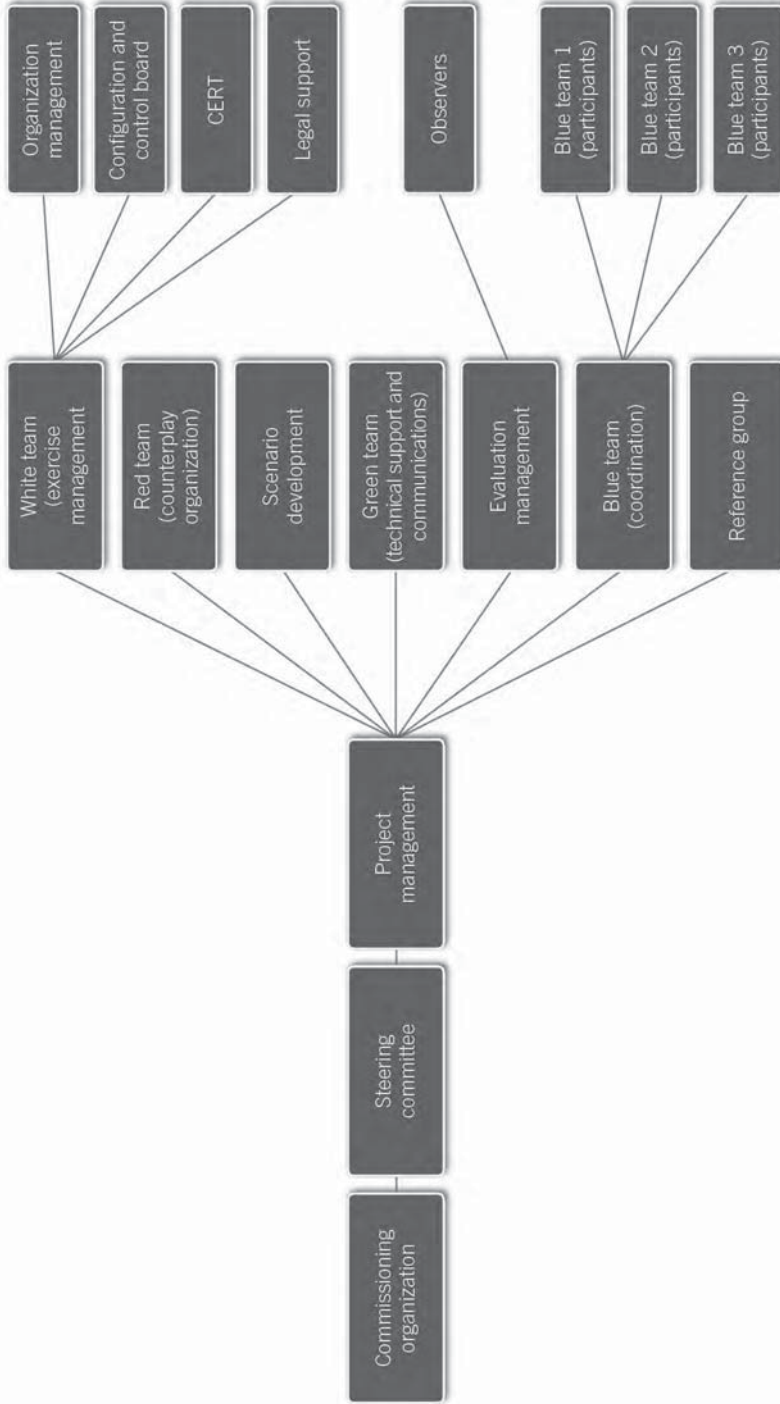 Commissioning
organization
Steering
committee
Project
management
White team
(exercise
management
Red team
(counterplay
organization)
Scenario
development
Green team
(technical support and
communications)
Evaluation
management
Blue team
(coordination)
Reference group
Organization
management
Configuration and
control board
CERT
Legal support
Observers
Blue team 1
(participants)
Blue team 2
(participants)
Blue team 3
(participants)